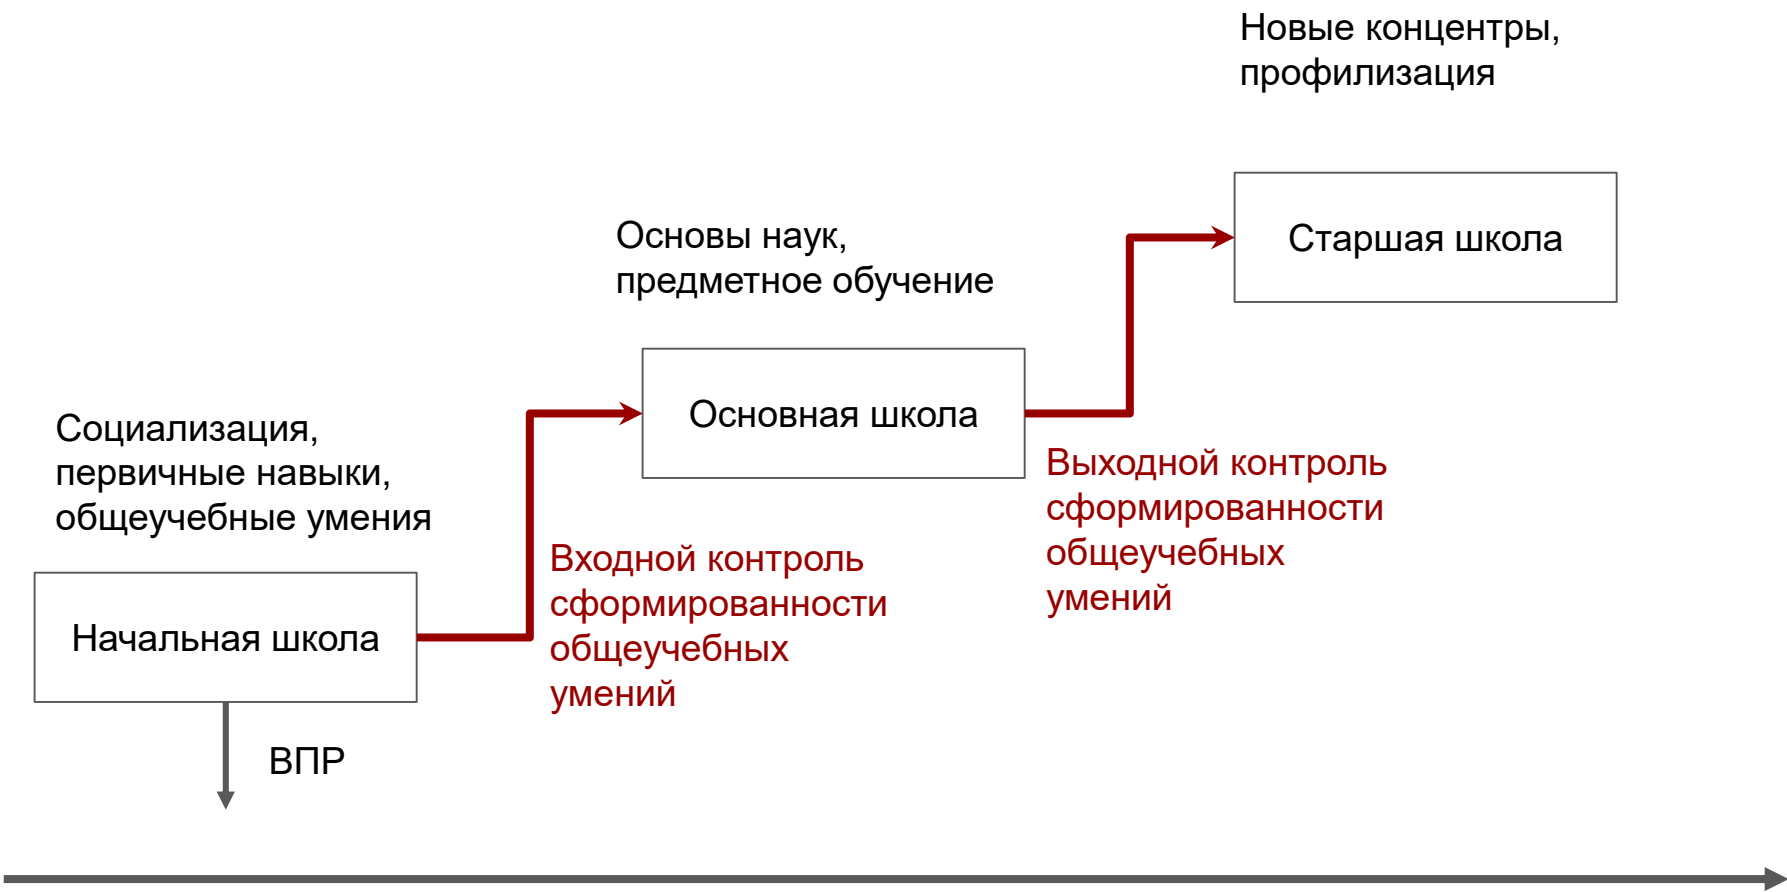 Новые концентры,
профилизация
Старшая школа
Основы наук,
предметное обучение
Основная школа
Выходной контроль
сформированности
общеучебных
умений
Социализация,
первичные навыки,
общеучебные умения
Начальная школа
Входной контроль
сформированности
общеучебных
умений
ВПР